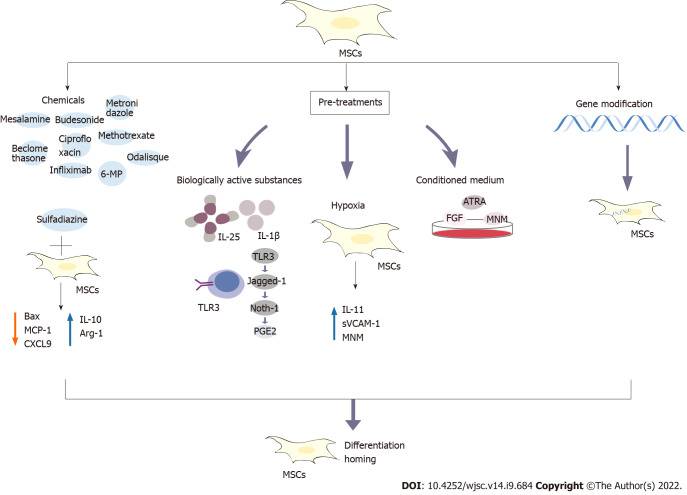 MSCs
Chemicals
Metroni
dazole
Mesalamine
Budesonide
Ciproflo
xacin
Methotrexate
Beclome
thasone
Odalisque
Infliximab
6-MP
Sulfadiazine
MSCs
Bax
MCP-1
CXCL9
IL-10
Arg-1
Pre-treatments
Biologically active substances
IL-25
IL-1β
TLR3
TLR3
Jagged-1
Noth-1
PGE2
Hypoxia
MSCs
IL-11
sVCAM-1
MNM
Conditioned medium
ATRA
FGF
MNM
Gene modification
MSCs
MSCs
Differentiation
homing
DOI: 10.4252/wjsc.v14.i9.684 Copyright ©The Author(s) 2022.